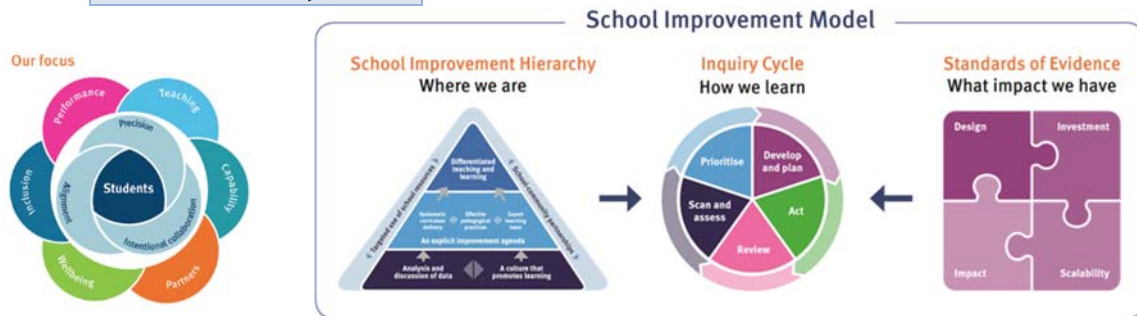 School Improvement Model
Our focus
Performance
Teaching
Capability
Partners
Wellbeing
Inclusion
Precision
Intentional collaboration
Alignment
Students
School Improvement Hierarchy
Where we are
Targeted use of school resources
School-community partnerships
Differentiated
teaching and
learning
Systematic
curriculum
delivery
Effective
pedagogical
practices
Expert
teaching
team
An explicit improvement agenda
Analysis and
discussion of data
A culture that
promotes learning
Inquiry Cycle
How we learn
Prioritise
Develop
and plan
Act
Review
Scan and
assess
Standards of Evidence
What impact we have
Design
Investment
Impact
Scalability